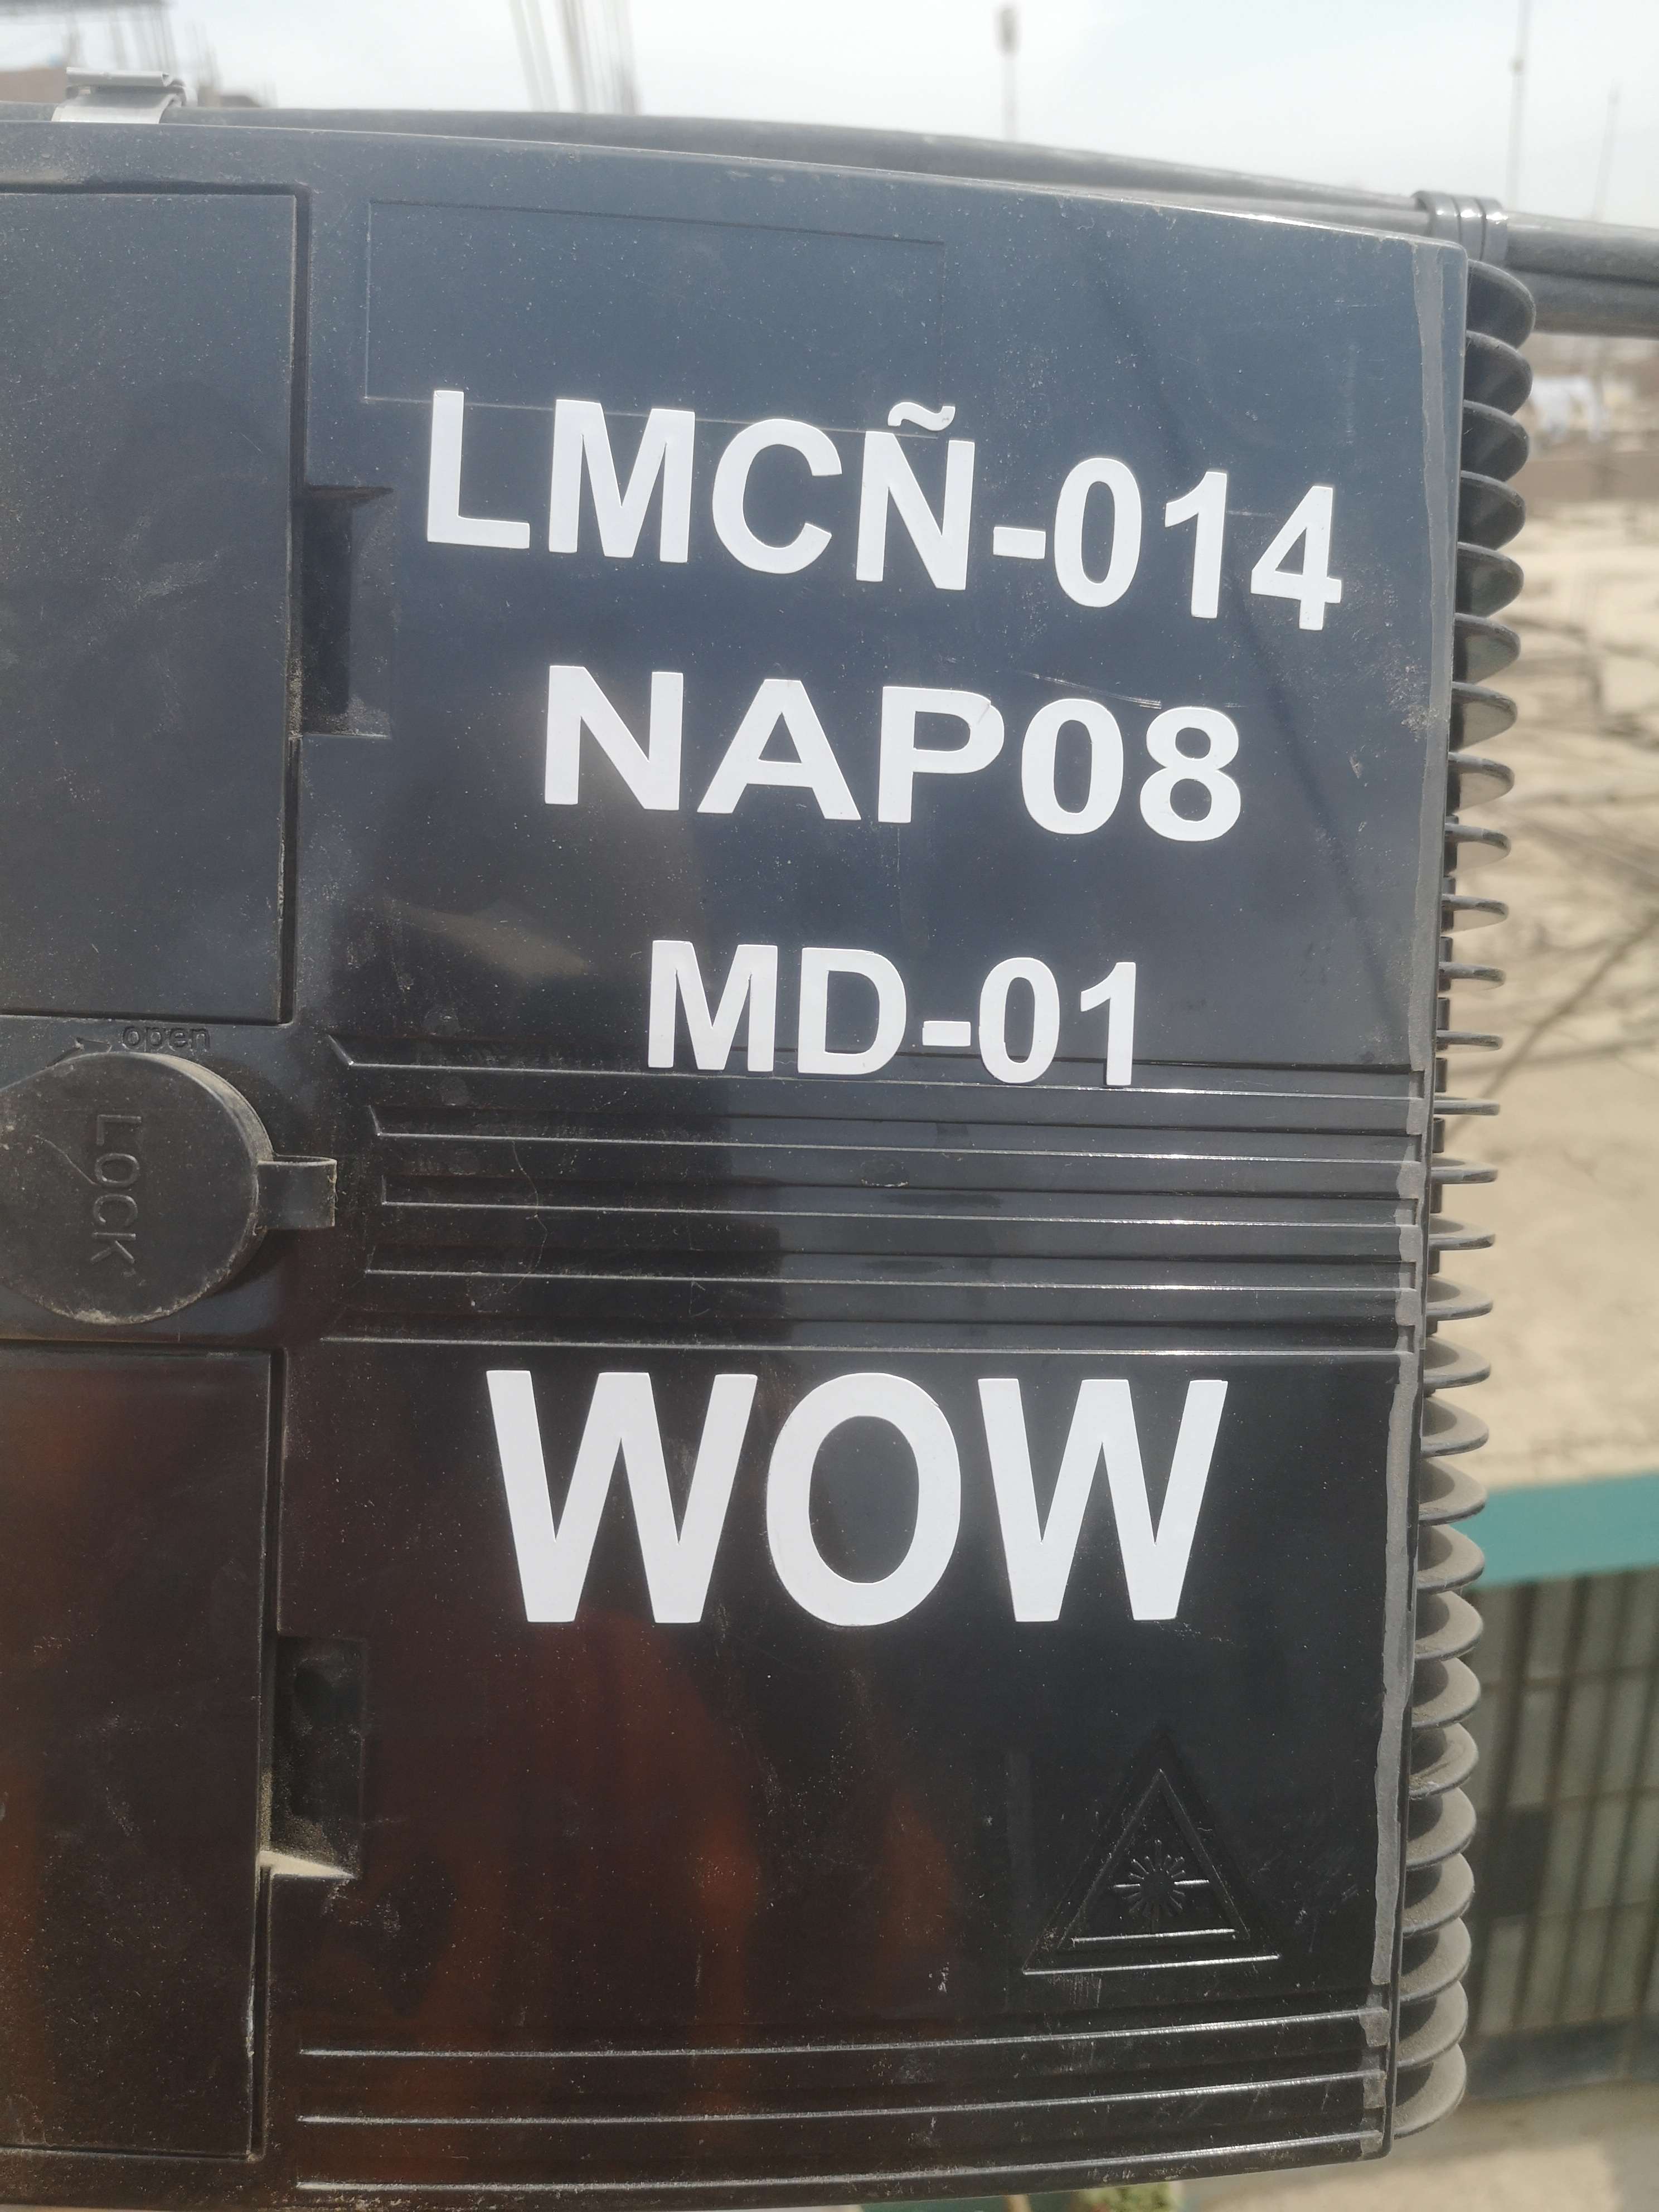 LMCÑ-014
NAP08
MD-01
open
LOCK
WOW